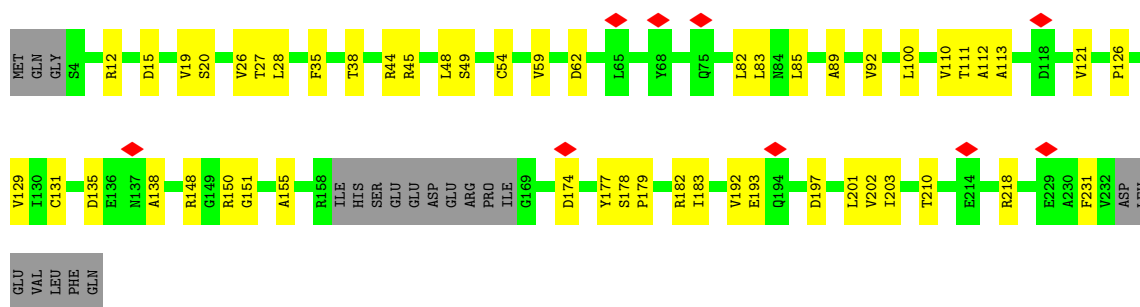 MET GLN GLY S4 R12 D15 V19 S20 V26 T27 L28 F35 T38 R44 R45 L48 S49 C54 V59 D62 L65 Y68 Q75 L82 L83 N84 L85 A89 V92 L100 V110 T111 A112 A113 D118 V121 P126
V129 I130 C131 D135 E136 N137 A138 R148 G149 R150 G151 A155 R158 ILE HIS SER GLU GLU ASP GLU ARG PRO ILE G169 D174 Y177 S178 P179 R182 I183 V192 E193 Q194 D197 L201 V202 I203 T210 E214 R218 E229 A230 F231 V232 ASP
GLU VAL LEU PHE GLN